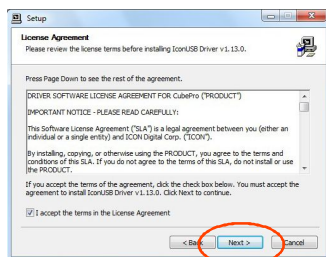 Setup
License Agreement
Please review the license terms before installing IconUSB Driver v1.13.0.
Press Page Down to see the rest of the agreement.
DRIVER SOFTWARE LICENSE AGREEMENT FOR CubePro ("PRODUCT")
IMPORTANT NOTICE - PLEASE READ CAREFULLY:
This Software License Agreement ("SLA") is a legal agreement between you (either an
individual or a single entity) and ICON Digital Corp. ("ICON").
By installing, copying, or otherwise using the PRODUCT, you agree to the terms and
conditions of this SLA. If you do not agree to the terms of this SLA, do not install or use
the PRODUCT.
If you accept the terms of the agreement, click the check box below. You must accept the
agreement to install IconUSB Driver v1.13.0. Click Next to continue.
I accept the terms in the License Agreement
< Back Next > Cancel